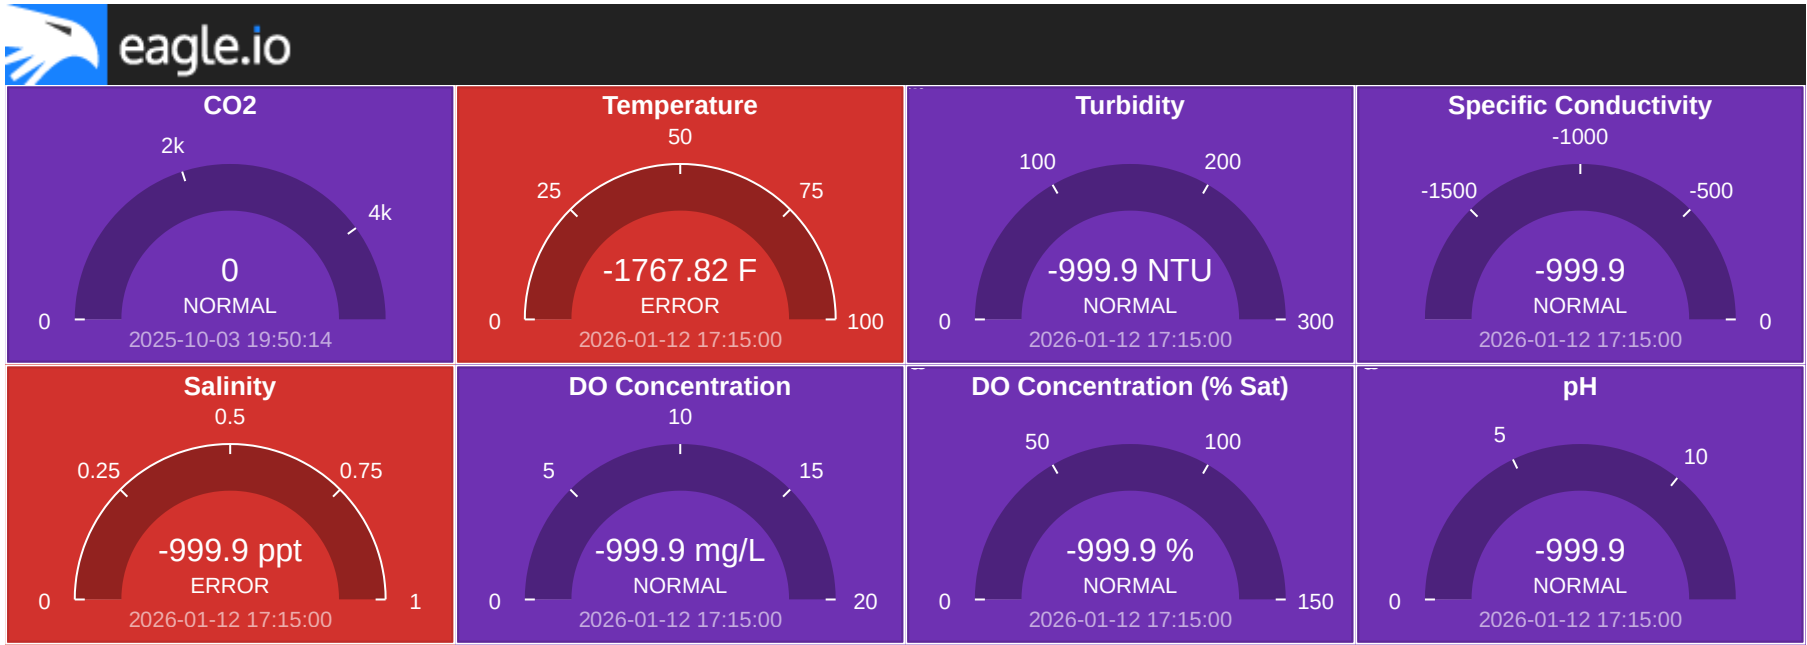 eagle.io
CO2
2k
4k
0
0
NORMAL
2025-10-03 19:50:14
Temperature
50
25
75
-1767.82 F
ERROR
0
100
2026-01-12 17:15:00
Turbidity
100
200
-999.9 NTU
NORMAL
0
300
2026-01-12 17:15:00
Specific Conductivity
-1000
-1500
-500
-999.9
NORMAL
0
2026-01-12 17:15:00
Salinity
0.5
0.25
0.75
-999.9 ppt
ERROR
0
1
2026-01-12 17:15:00
DO Concentration
10
5
15
-999.9 mg/L
NORMAL
0
20
2026-01-12 17:15:00
DO Concentration (% Sat)
50
100
-999.9 %
NORMAL
0
150
2026-01-12 17:15:00
pH
5
10
-999.9
NORMAL
0
2026-01-12 17:15:00